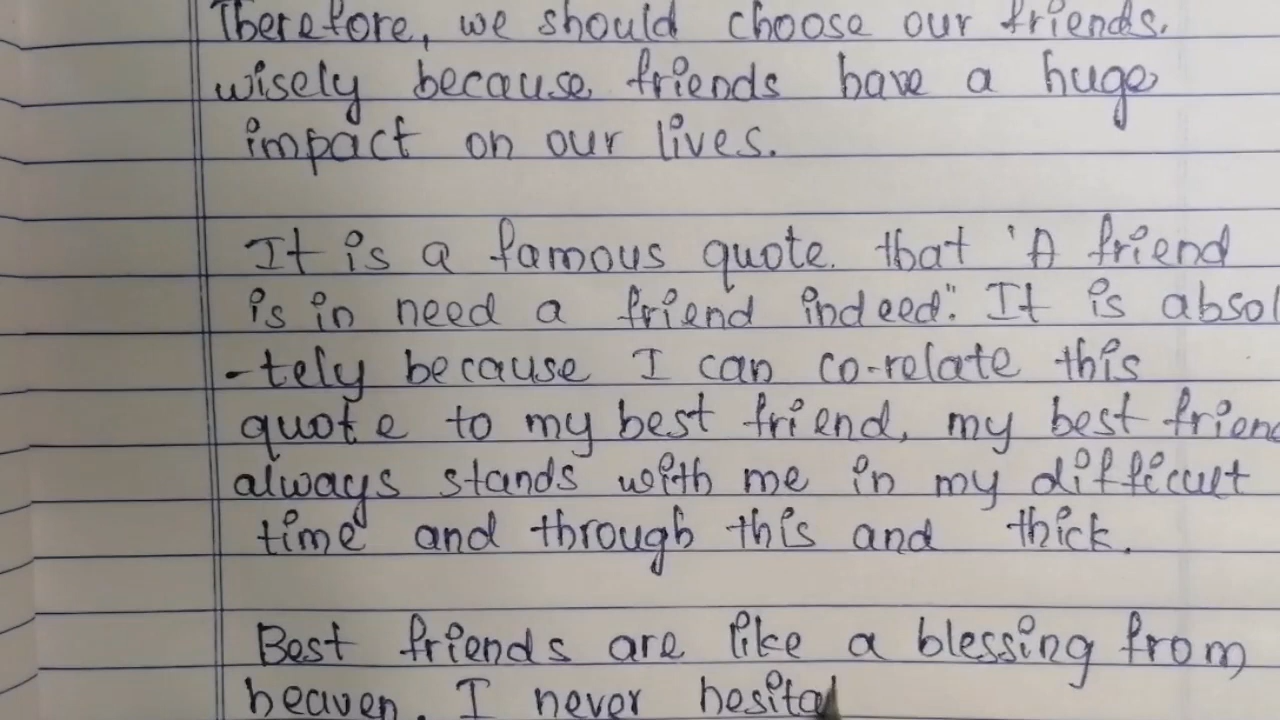 Therefore, we should choose our friends.
wisely because friends have a huge
impact on our lives.
It is a famous quote. that 'A friend
is in need a friend indeed". It is absol
-tely because I can co-relate this
quote to my best friend, my best friend
always stands with me in my difficult
time and through this and thick.
Best friends are like a blessing from
heaven. I never hesita